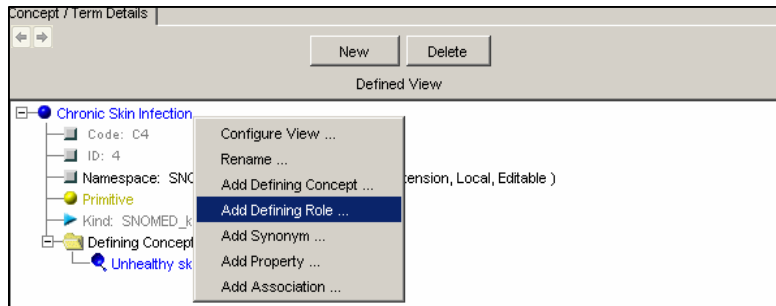 Concept / Term Details
New Delete
Defined View
Chronic Skin Infection
Code: C4
ID: 4
Namespace: SNO ension, Local, Editable )
Primitive
Kind: SNOMED_k
Defining Concept
Unhealthy sk
Configure View ...
Rename ...
Add Defining Concept ...
Add Defining Role ...
Add Synonym ...
Add Property ...
Add Association ...